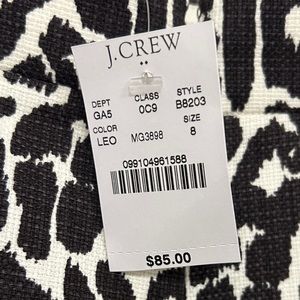 J.CREW
DEPT CLASS STYLE
GA5 0C9 B8203
COLOR SIZE
LEO MG3898 8
099104961588
$85.00